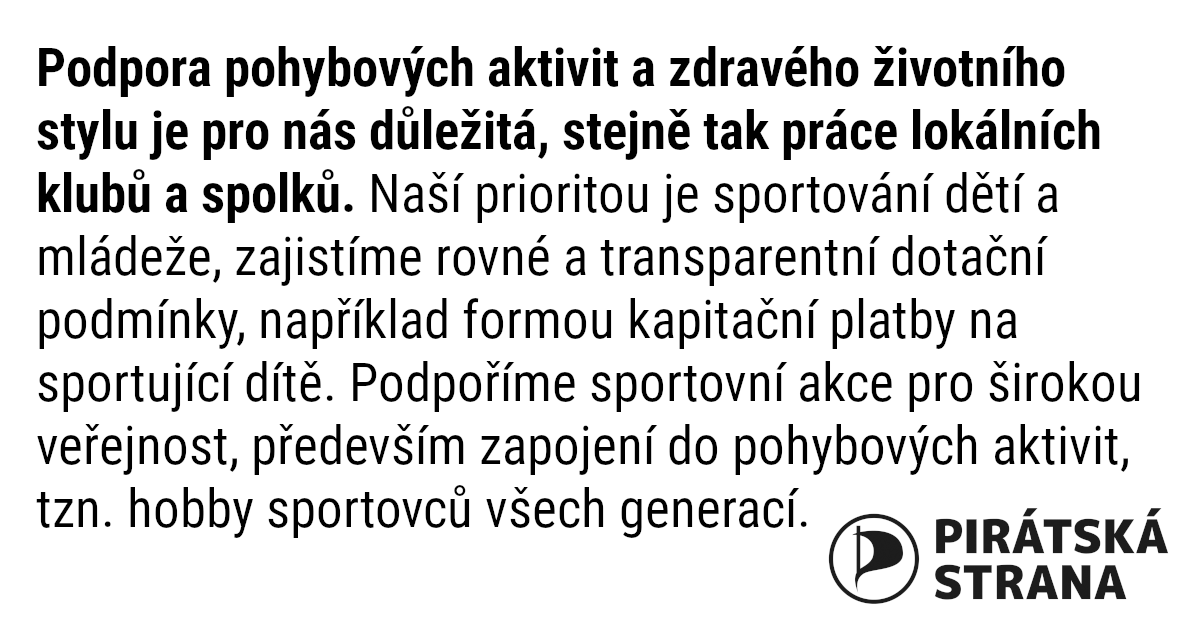 Podpora pohybových aktivit a zdravého životního
stylu je pro nás důležitá, stejně tak práce lokálních
klubů a spolků. Naší prioritou je sportování dětí a
mládeže, zajistíme rovné a transparentní dotační
podmínky, například formou kapitační platby na
sportující dítě. Podpoříme sportovní akce pro širokou
veřejnost, především zapojení do pohybových aktivit,
tzn. hobby sportovců všech generací.
PIRÁTSKÁ
STRANA